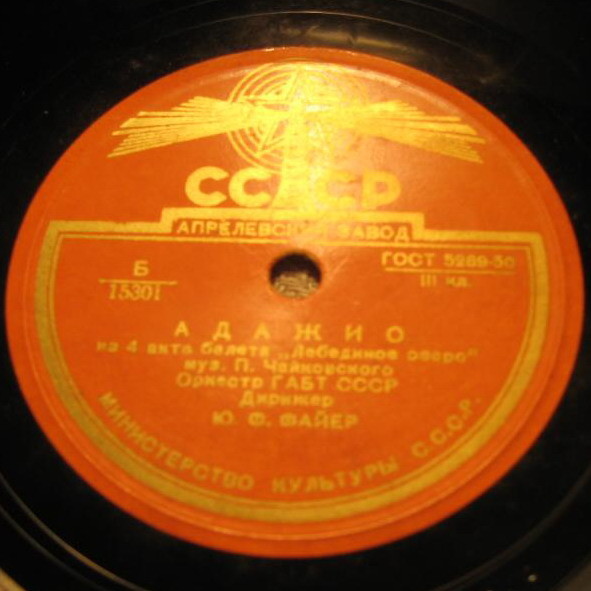 СССР
АПРЕЛЕВСКИЙ ЗАВОД
ГОСТ 5289-50
Б
15301
III кл.
АДАЖИО
из 4 акта балета „Лебединое озеро"
муз. П. Чайковского
Оркестр ГАБТ СССР
Дирижер
Ю. Ф. ФАЙЕР
МИНИСТЕРСТВО КУЛЬТУРЫ С.С.С.Р.